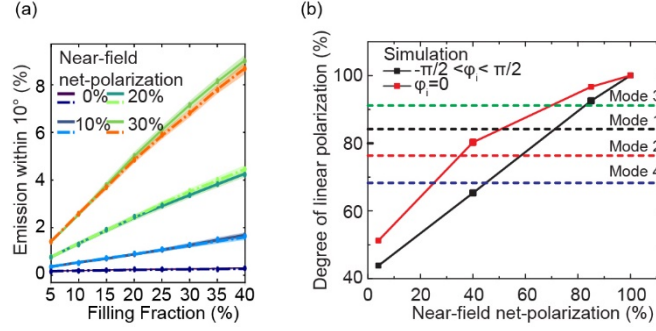 (a)
Near-field
net-polarization
0%
20%
10%
30%
8
6
4
2
0
Emission within 10° (%)
5 10 15 20 25 30 35 40
Filling Fraction (%)
(b)
Simulation
-π/2 <φᵢ< π/2
φᵢ=0
Mode 3
Mode 1
Mode 2
Mode 4
100
80
60
40
Degree of linear polarization (%)
0 20 40 60 80 100
Near-field net-polarization (%)